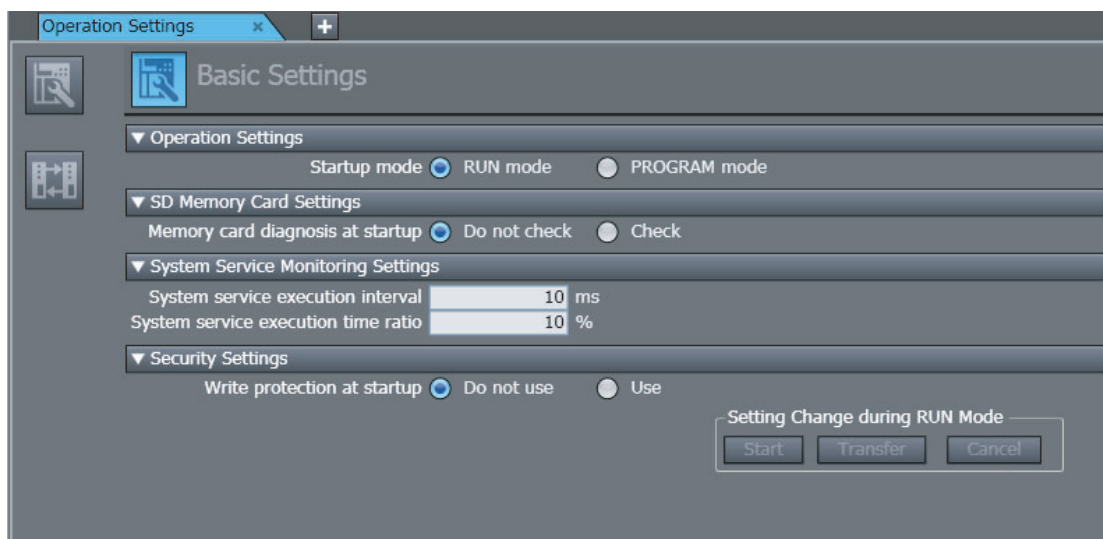 Operation Settings
Basic Settings
Operation Settings
Startup mode RUN mode PROGRAM mode
SD Memory Card Settings
Memory card diagnosis at startup Do not check Check
System Service Monitoring Settings
System service execution interval 10 ms
System service execution time ratio 10 %
Security Settings
Write protection at startup Do not use Use
Setting Change during RUN Mode
Start Transfer Cancel